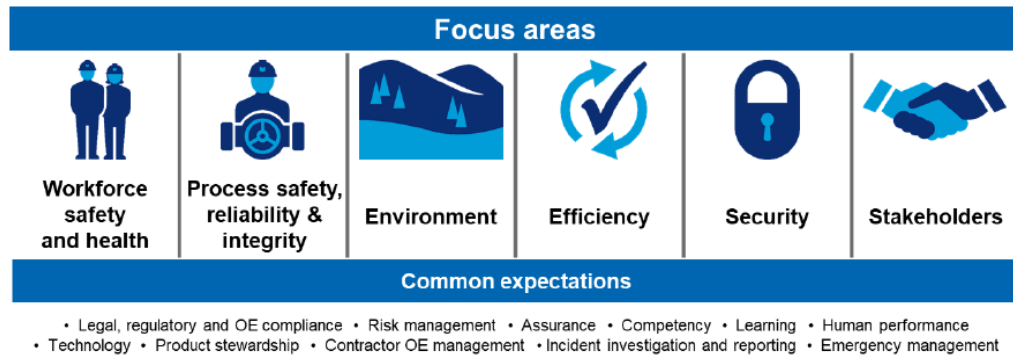 Focus areas
Workforce
safety
and health
Process safety,
reliability &
integrity
Environment
Efficiency
Security
Stakeholders
Common expectations
• Legal, regulatory and OE compliance • Risk management • Assurance • Competency • Learning • Human performance
• Technology • Product stewardship • Contractor OE management •Incident investigation and reporting • Emergency management